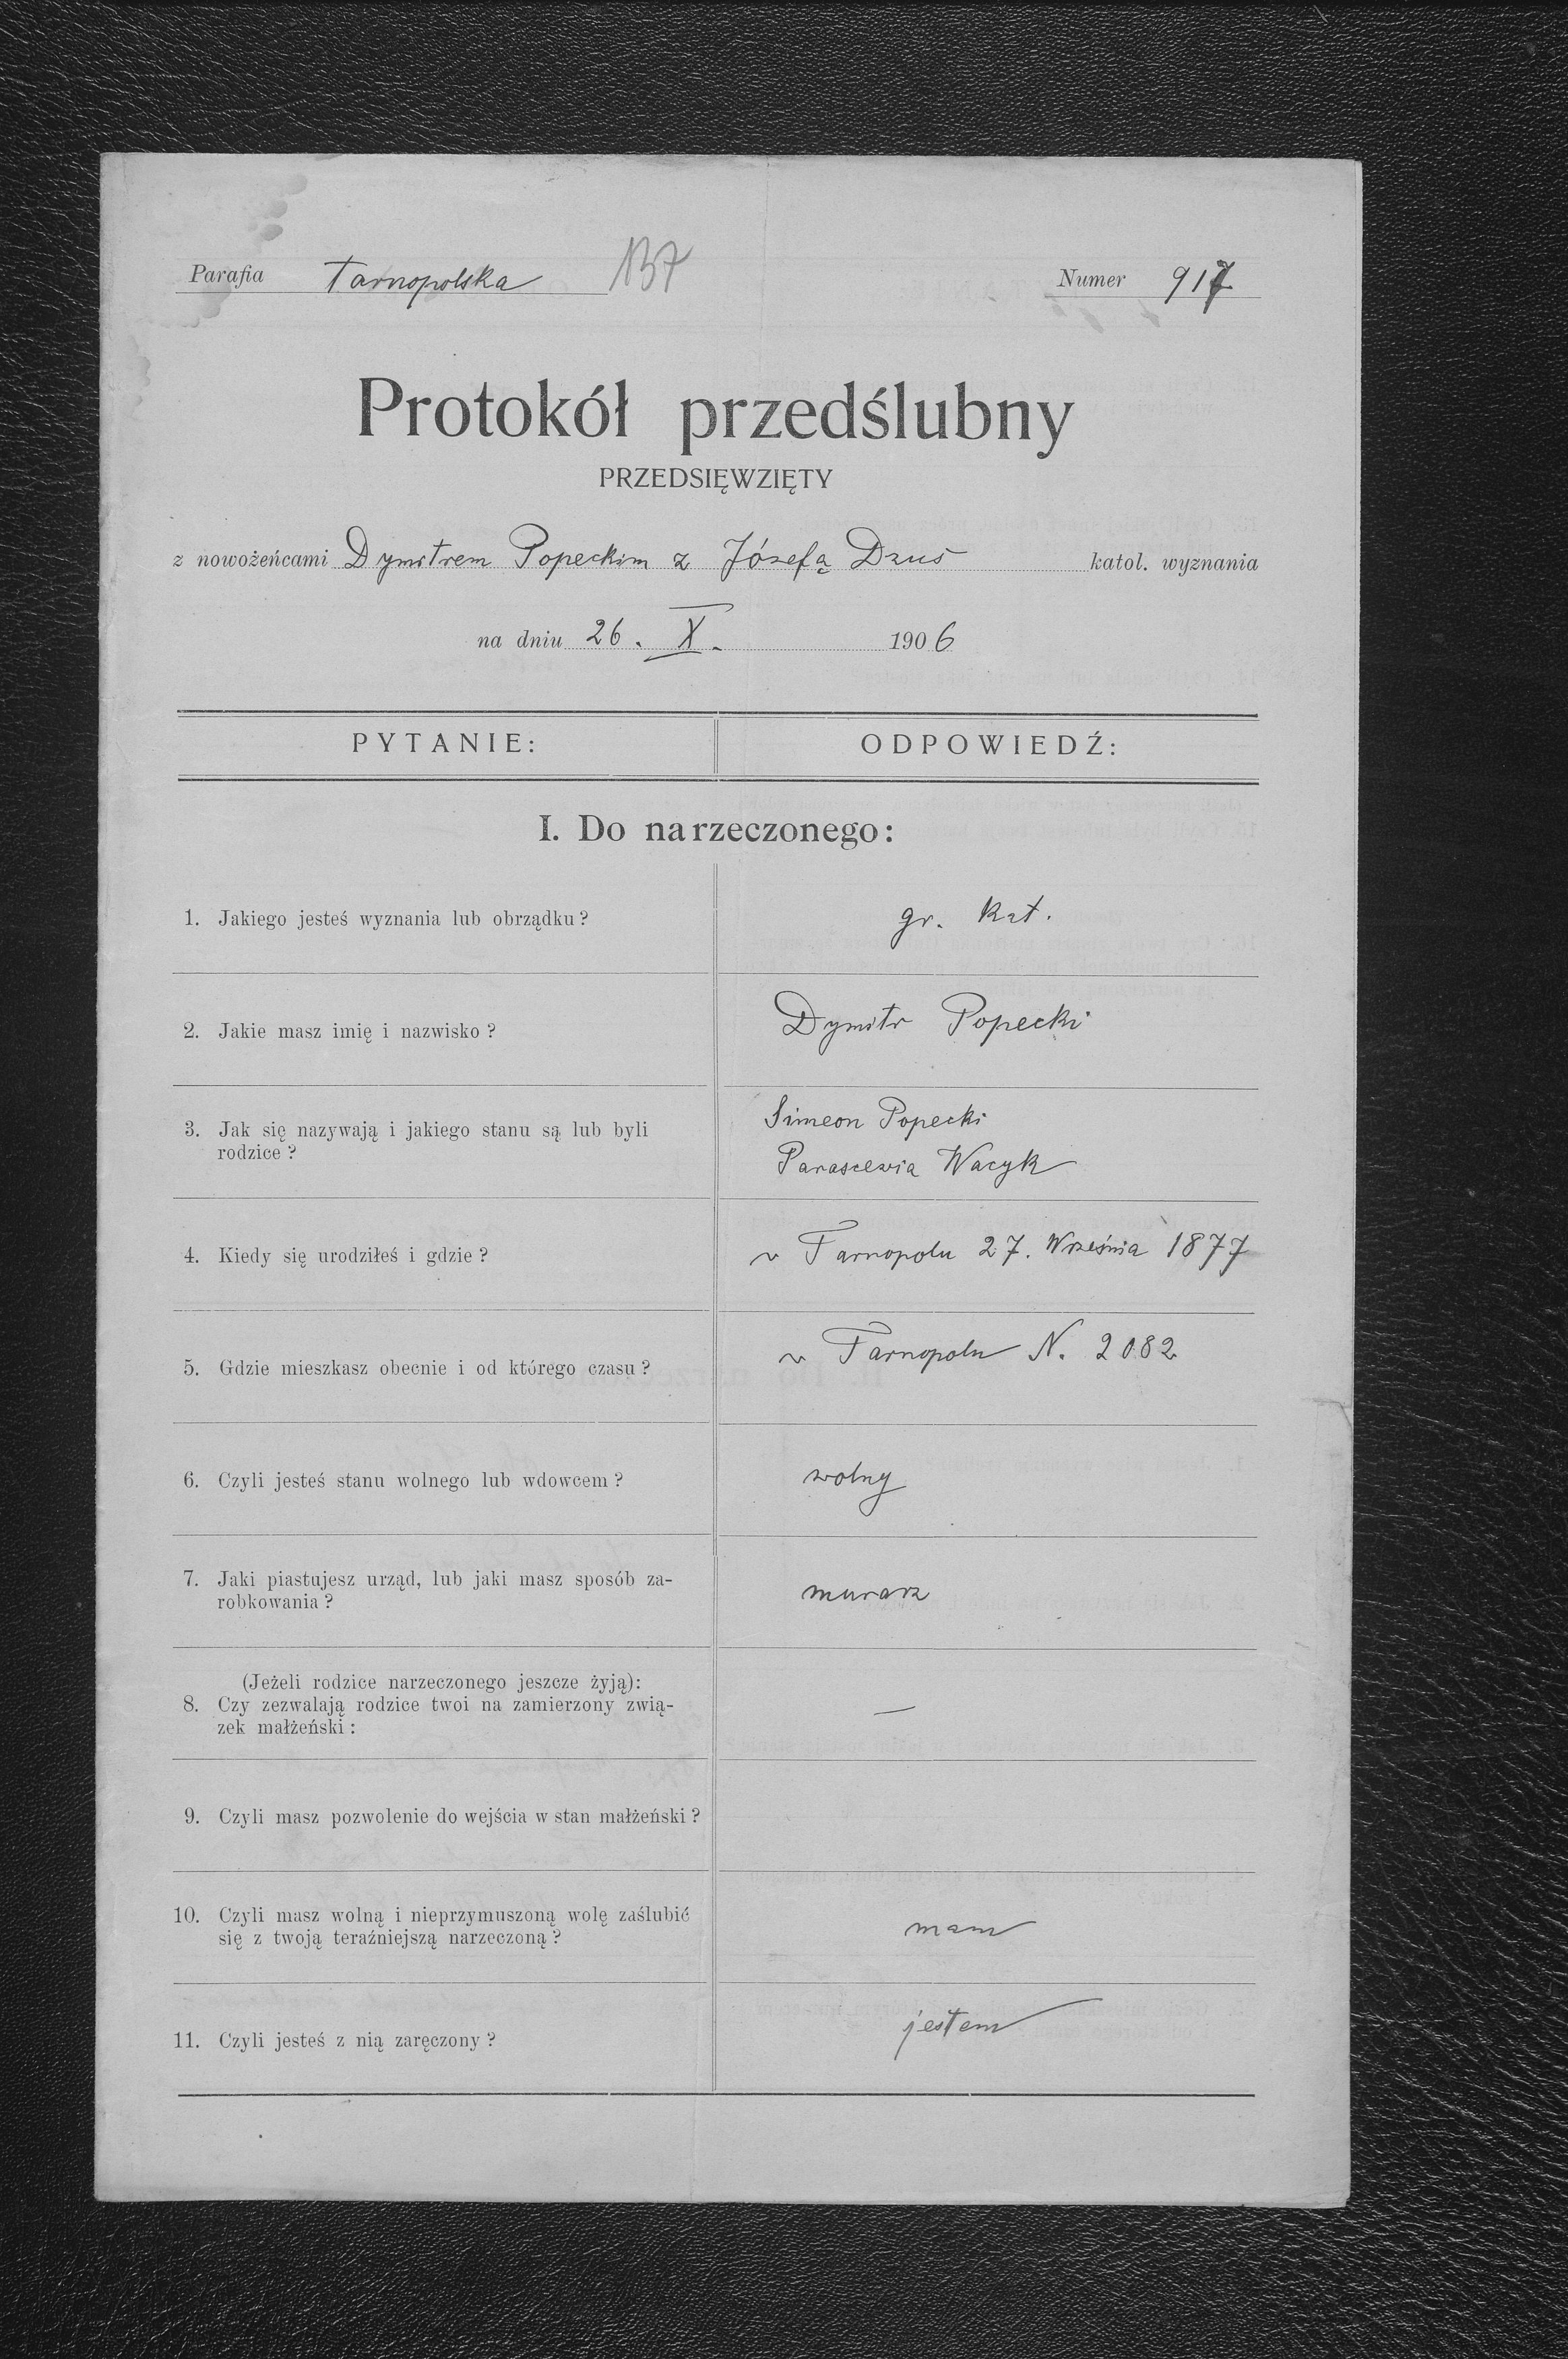 Parafia Tarnopolska 137 Numer 917
Protokół przedślubny
PRZEDSIĘWZIĘTY
z nowożeńcami Dymitrem Popeckim z Józefą Dzus katol. wyznania
na dniu 26. X. 1906
PYTANIE: ODPOWIEDŹ:
I. Do narzeczonego:
1. Jakiego jesteś wyznania lub obrządku? gr. kat.
2. Jakie masz imię i nazwisko? Dymitr Popecki
3. Jak się nazywają i jakiego stanu są lub byli
rodzice?
Simeon Popecki
Parascewia Wacyk
4. Kiedy się urodziłeś i gdzie? w Tarnopolu 27. Września 1877
5. Gdzie mieszkasz obecnie i od którego czasu? w Tarnopolu N. 2082
6. Czyli jesteś stanu wolnego lub wdowcem? wolny
7. Jaki piastujesz urząd, lub jaki masz sposób za-
robkowania?
murarz
(Jeżeli rodzice narzeczonego jeszcze żyją):
8. Czy zezwalają rodzice twoi na zamierzony zwią-
zek małżeński:
—
9. Czyli masz pozwolenie do wejścia w stan małżeński?
10. Czyli masz wolną i nieprzymuszoną wolę zaślubić
się z twoją teraźniejszą narzeczoną?
mam
11. Czyli jesteś z nią zaręczony? jestem